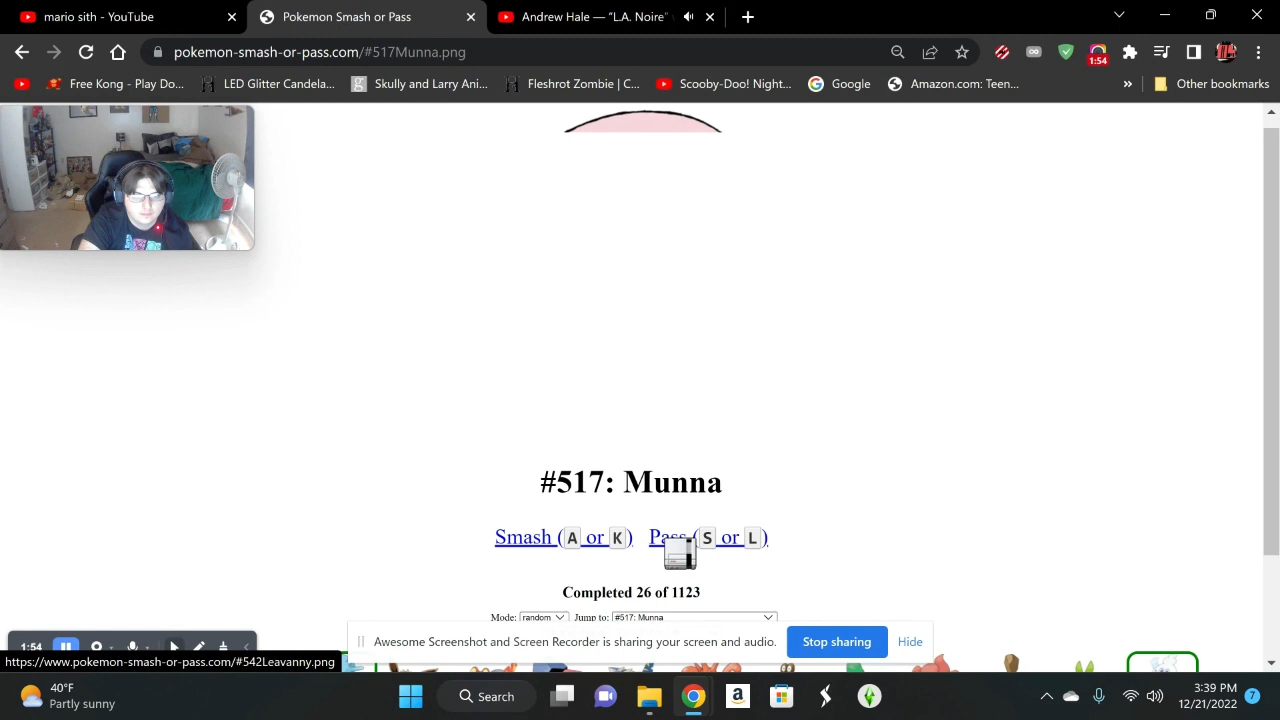 mario sith - YouTube
Pokemon Smash or Pass
Andrew Hale — "L.A. Noire"
pokemon-smash-or-pass.com/#517Munna.png
1:54
Free Kong - Play Do...
LED Glitter Candela...
Skully and Larry Ani...
Fleshrot Zombie | C...
Scooby-Doo! Night...
Google
Amazon.com: Teen...
»
Other bookmarks
#517: Munna
Smash (A or K) Pass (S or L)
Completed 26 of 1123
Mode: random Jump to: #517: Munna
Awesome Screenshot and Screen Recorder is sharing your screen and audio.
Stop sharing
Hide
1:54
https://www.pokemon-smash-or-pass.com/#542Leavanny.png
40°F
Partly sunny
Search
3:39 PM
12/21/2022
7